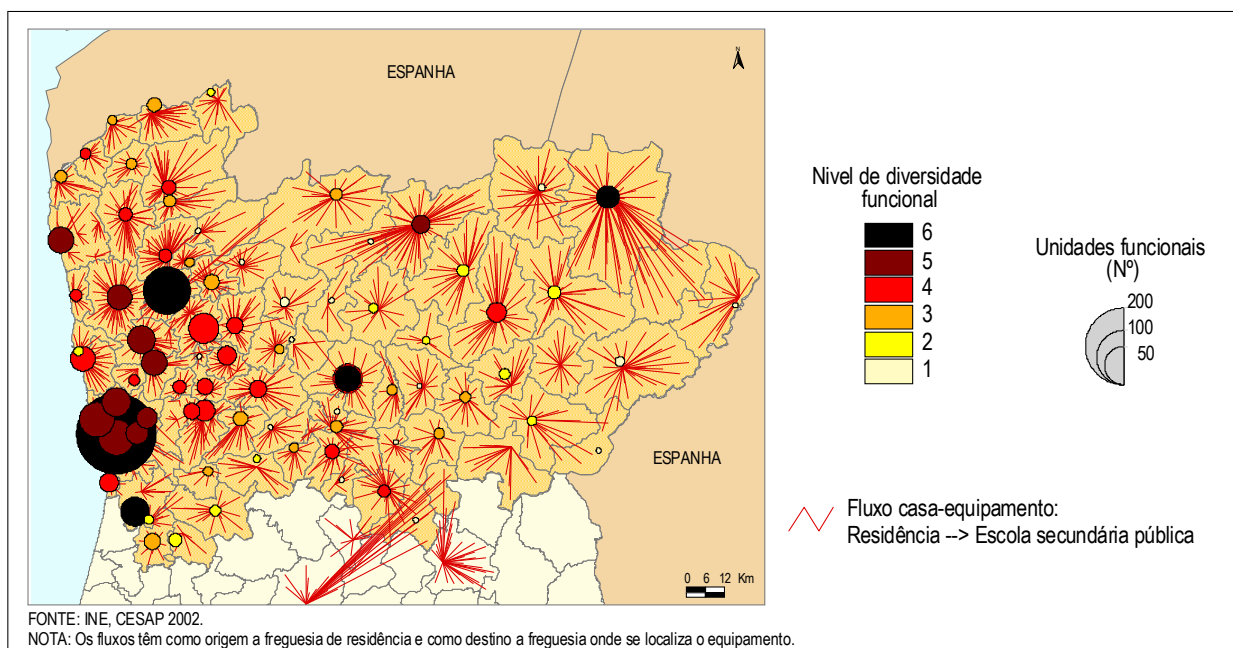 N
ESPANHA
ESPANHA
0 6 12 Km
Nivel de diversidade
funcional
6
5
4
3
2
1
Unidades funcionais
(Nº)
200
100
50
Fluxo casa-equipamento:
Residência --> Escola secundária pública
FONTE: INE, CESAP 2002.
NOTA: Os fluxos têm como origem a freguesia de residência e como destino a freguesia onde se localiza o equipamento.